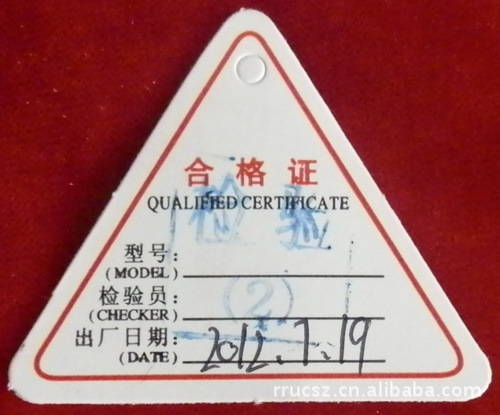 合格证
QUALIFIED CERTIFICATE
检验
型号:
(MODEL)
②
检验员:
(CHECKER)
出厂日期:
(DATE) 2012.7.19
rrucsz.cn.alibaba.com